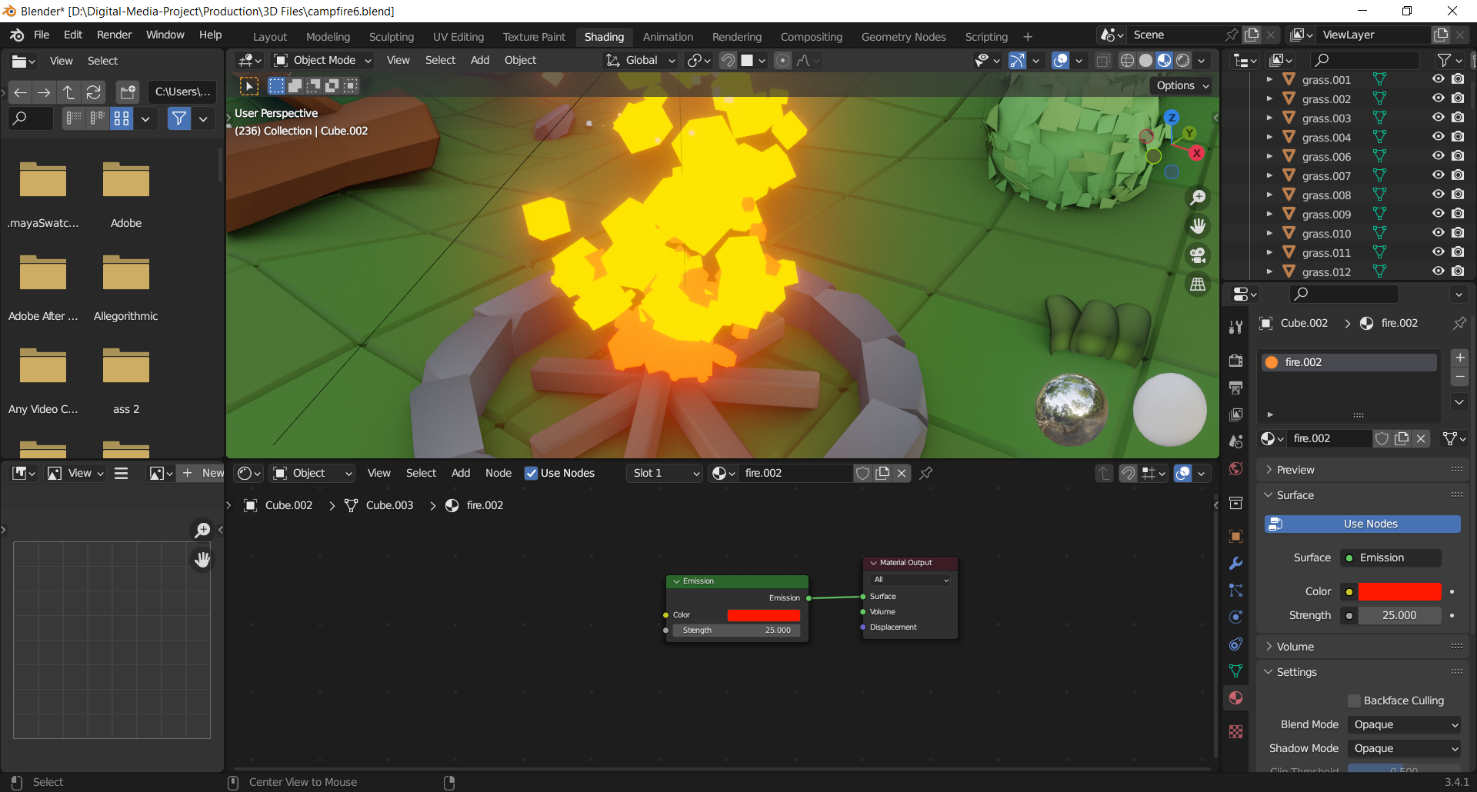 Blender* [D:\Digital-Media-Project\Production\3D Files\campfire6.blend]
File Edit Render Window Help Layout Modeling Sculpting UV Editing Texture Paint Shading Animation Rendering Compositing Geometry Nodes Scripting + Scene ViewLayer
View Select
Object Mode View Select Add Object Global
C:\Users\...
Options
User Perspective
(236) Collection | Cube.002
Z
Y
X
.mayaSwatc...
Adobe
Adobe After ...
Allegorithmic
Any Video C...
ass 2
grass.001
grass.002
grass.003
grass.004
grass.006
grass.007
grass.008
grass.009
grass.010
grass.011
grass.012
Cube.002 > fire.002
fire.002
fire.002
Preview
Surface
Use Nodes
Surface Emission
Color
Strength 25.000
Volume
Settings
Backface Culling
Blend Mode Opaque
Shadow Mode Opaque
Clip Threshold 0.500
View + New
Object View Select Add Node Use Nodes Slot 1 fire.002
Cube.002 > Cube.003 > fire.002
Emission
Emission
Color
Strength 25.000
Material Output
All
Surface
Volume
Displacement
Select
Center View to Mouse
3.4.1